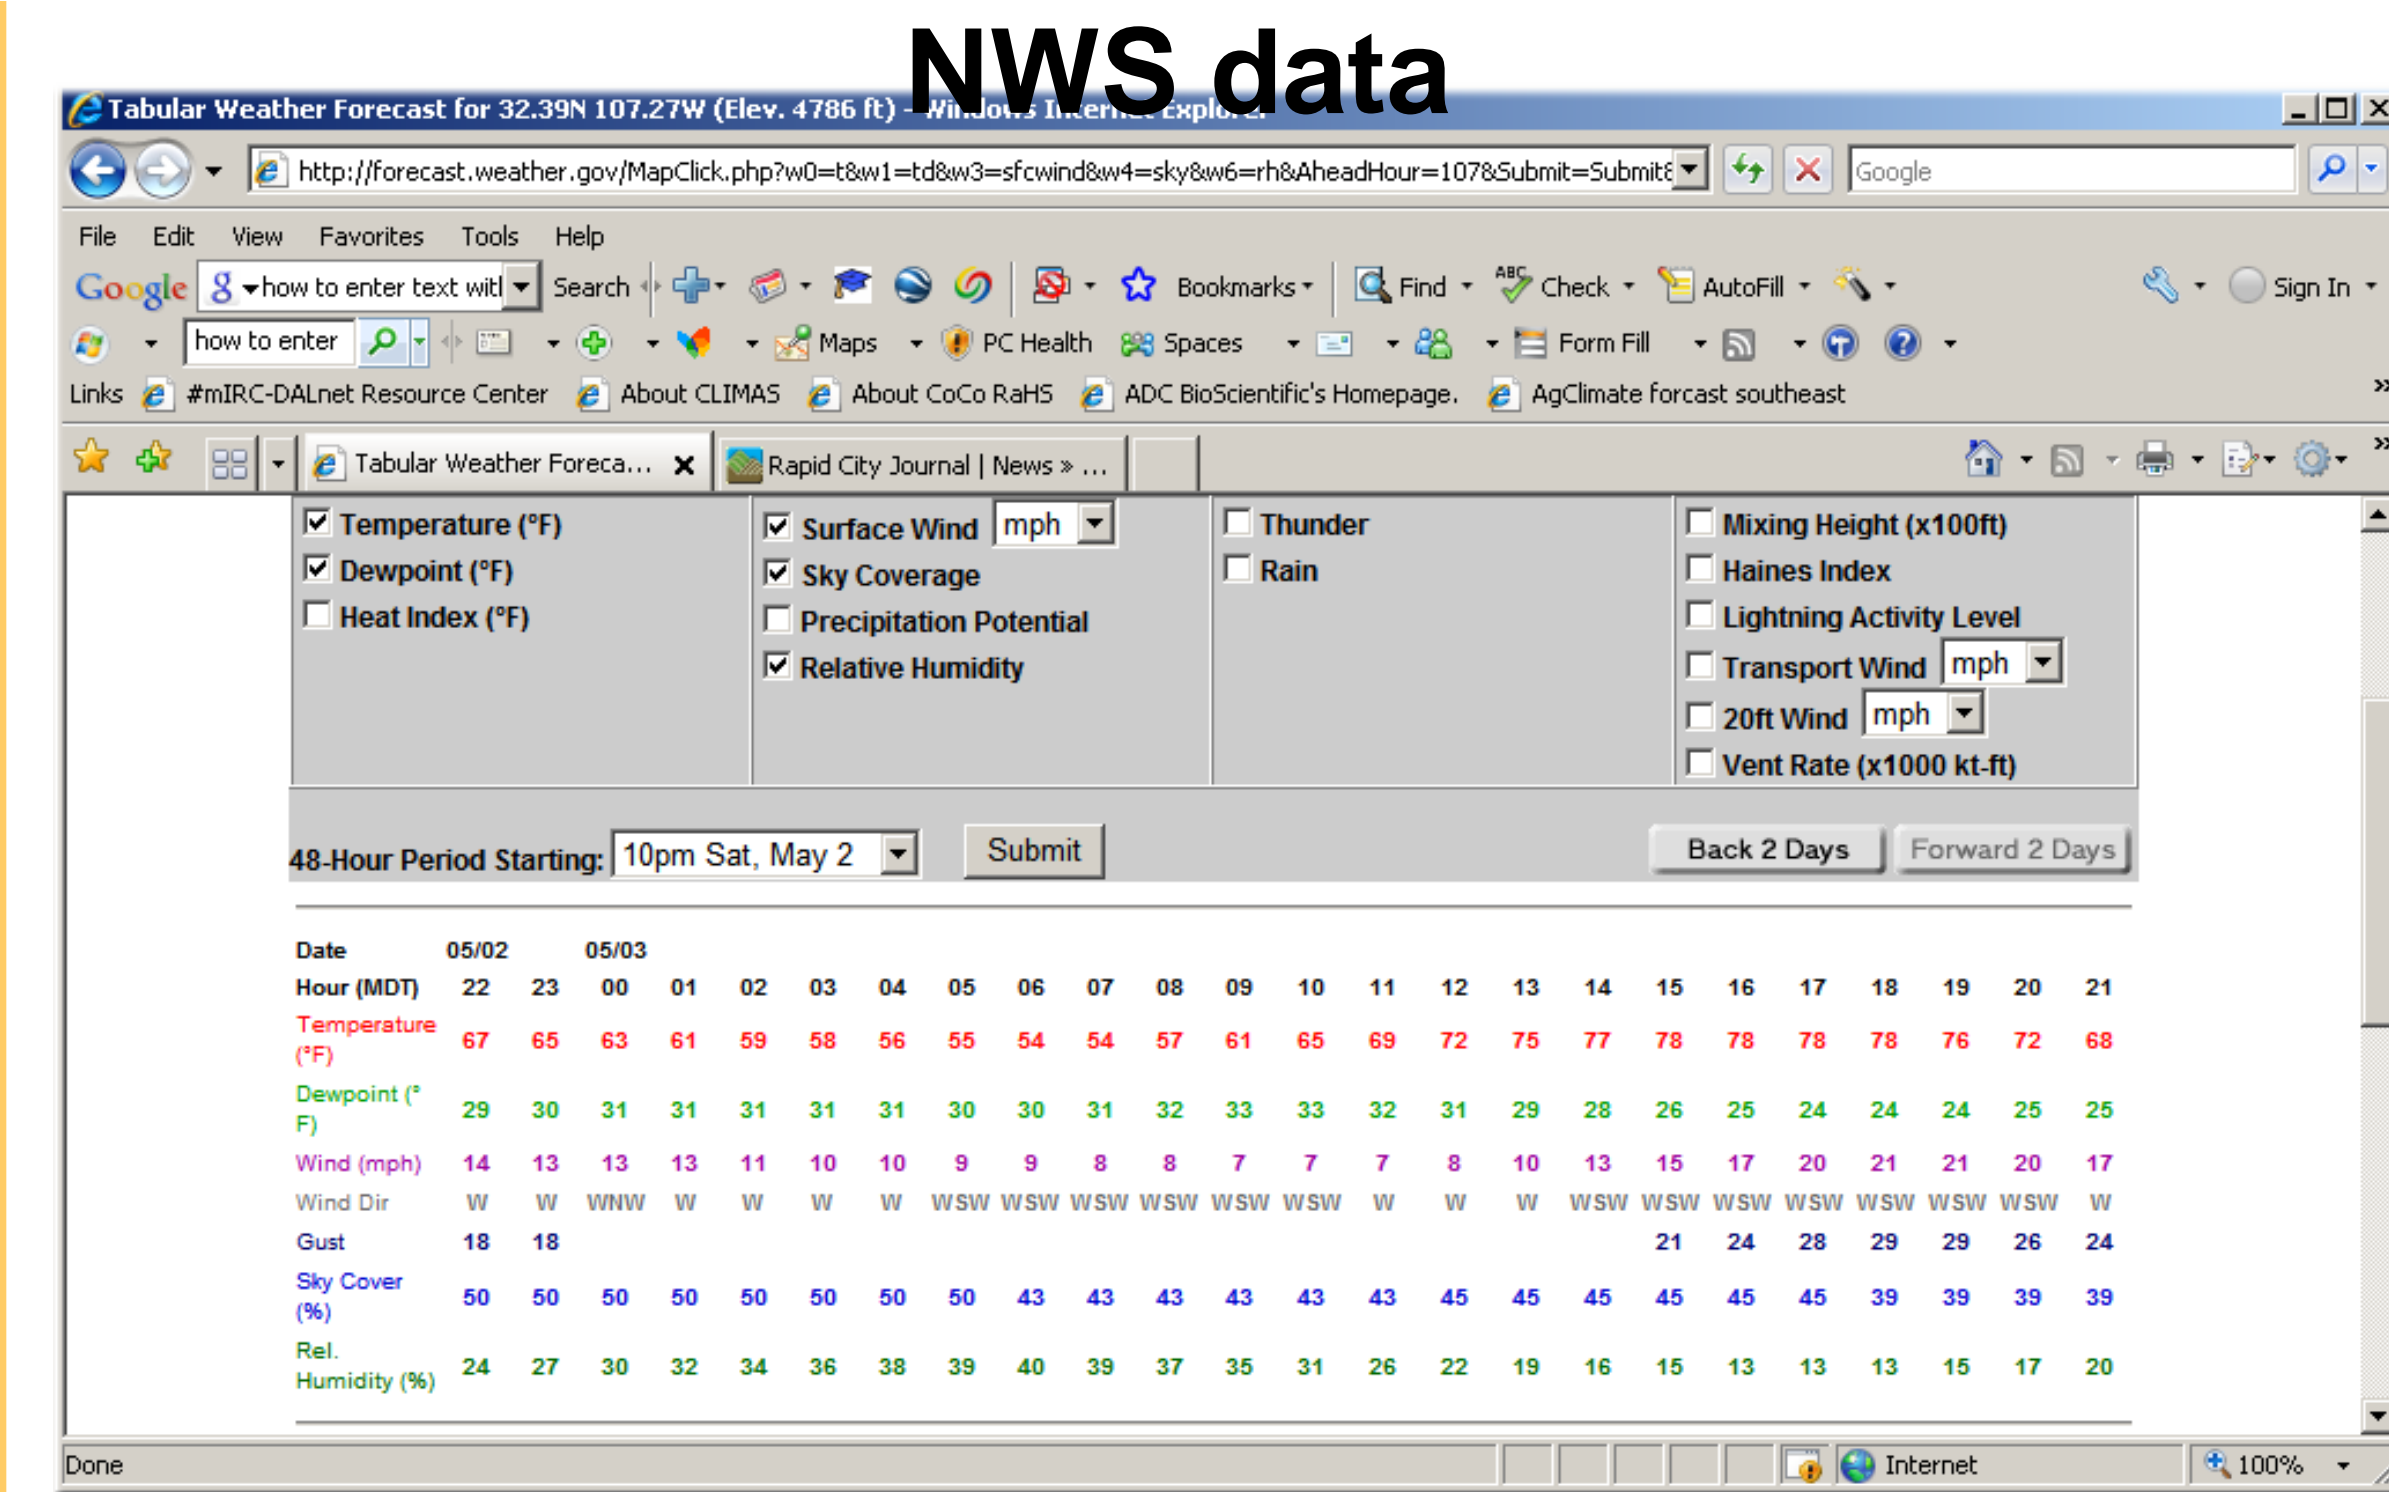 NWS data
Tabular Weather Forecast for 32.39N 107.27W (Elev. 4786 ft) - Windows Internet Explorer
http://forecast.weather.gov/MapClick.php?w0=t&w1=td&w3=sfcwind&w4=sky&w6=rh&AheadHour=107&Submit=Submit& Google
File Edit View Favorites Tools Help
Google g how to enter text witl Search Bookmarks Find ABC Check AutoFill Sign In
how to enter Maps PC Health Spaces Form Fill
Links #mIRC-DALnet Resource Center About CLIMAS About CoCo RaHS ADC BioScientific's Homepage. AgClimate forcast southeast »
Tabular Weather Foreca... Rapid City Journal | News » ... »
Temperature (°F) Surface Wind mph Thunder Mixing Height (x100ft)
Dewpoint (°F) Sky Coverage Rain Haines Index
Heat Index (°F) Precipitation Potential Lightning Activity Level
Relative Humidity Transport Wind mph
20ft Wind mph
Vent Rate (x1000 kt-ft)
48-Hour Period Starting: 10pm Sat, May 2 Submit Back 2 Days Forward 2 Days
Date 05/02 05/03
Hour (MDT) 22 23 00 01 02 03 04 05 06 07 08 09 10 11 12 13 14 15 16 17 18 19 20 21
Temperature
(°F) 67 65 63 61 59 58 56 55 54 54 57 61 65 69 72 75 77 78 78 78 78 76 72 68
Dewpoint (°
F) 29 30 31 31 31 31 31 30 30 31 32 33 33 32 31 29 28 26 25 24 24 24 25 25
Wind (mph) 14 13 13 13 11 10 10 9 9 8 8 7 7 7 8 10 13 15 17 20 21 21 20 17
Wind Dir W W WNW W W W W WSW WSW WSW WSW WSW WSW W W W WSW WSW WSW WSW WSW WSW WSW W
Gust 18 18 21 24 28 29 29 26 24
Sky Cover
(%) 50 50 50 50 50 50 50 50 43 43 43 43 43 43 45 45 45 45 45 45 39 39 39 39
Rel.
Humidity (%) 24 27 30 32 34 36 38 39 40 39 37 35 31 26 22 19 16 15 13 13 13 15 17 20
Done Internet 100%